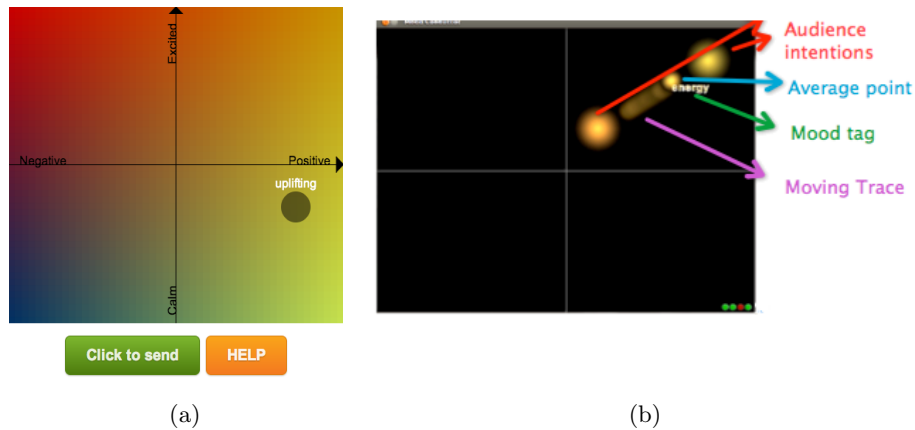 Excited
Negative
Positive
uplifting
Calm
Click to send
HELP
(a)
Audience
intentions
Average point
energy
Mood tag
Moving Trace
(b)